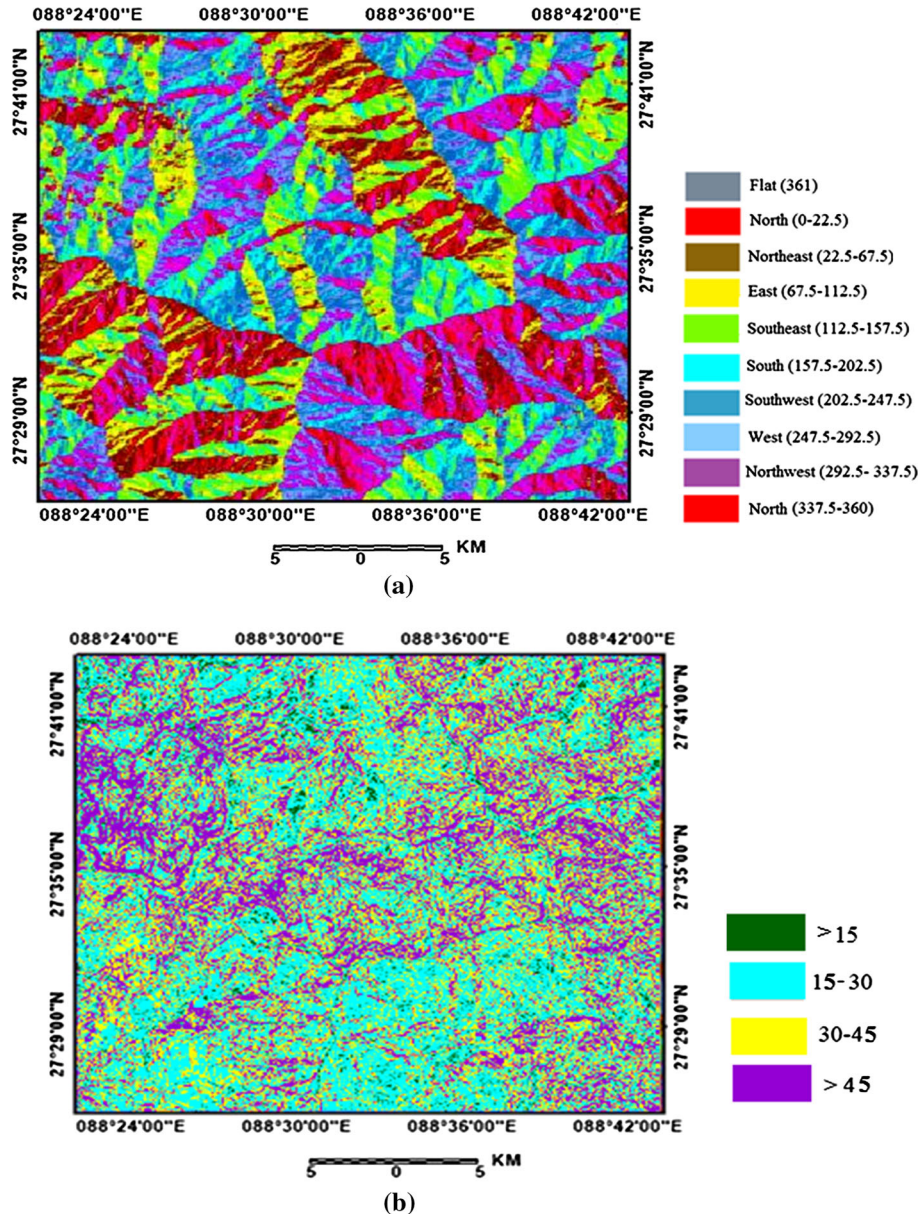 088°24'00"E 088°30'00"E 088°36'00"E 088°42'00"E
27°41'00"N 27°41'00"N
27°35'00"N 27°35'00"N
27°29'00"N 27°29'00"N
088°24'00"E 088°30'00"E 088°36'00"E 088°42'00"E
Flat (361)
North (0-22.5)
Northeast (22.5-67.5)
East (67.5-112.5)
Southeast (112.5-157.5)
South (157.5-202.5)
Southwest (202.5-247.5)
West (247.5-292.5)
Northwest (292.5- 337.5)
North (337.5-360)
KM
5 0 5
(a)
088°24'00"E 088°30'00"E 088°36'00"E 088°42'00"E
27°41'00"N 27°41'00"N
27°35'00"N 27°35'00"N
27°29'00"N 27°29'00"N
088°24'00"E 088°30'00"E 088°36'00"E 088°42'00"E
>15
15-30
30-45
>45
KM
5 0 5
(b)